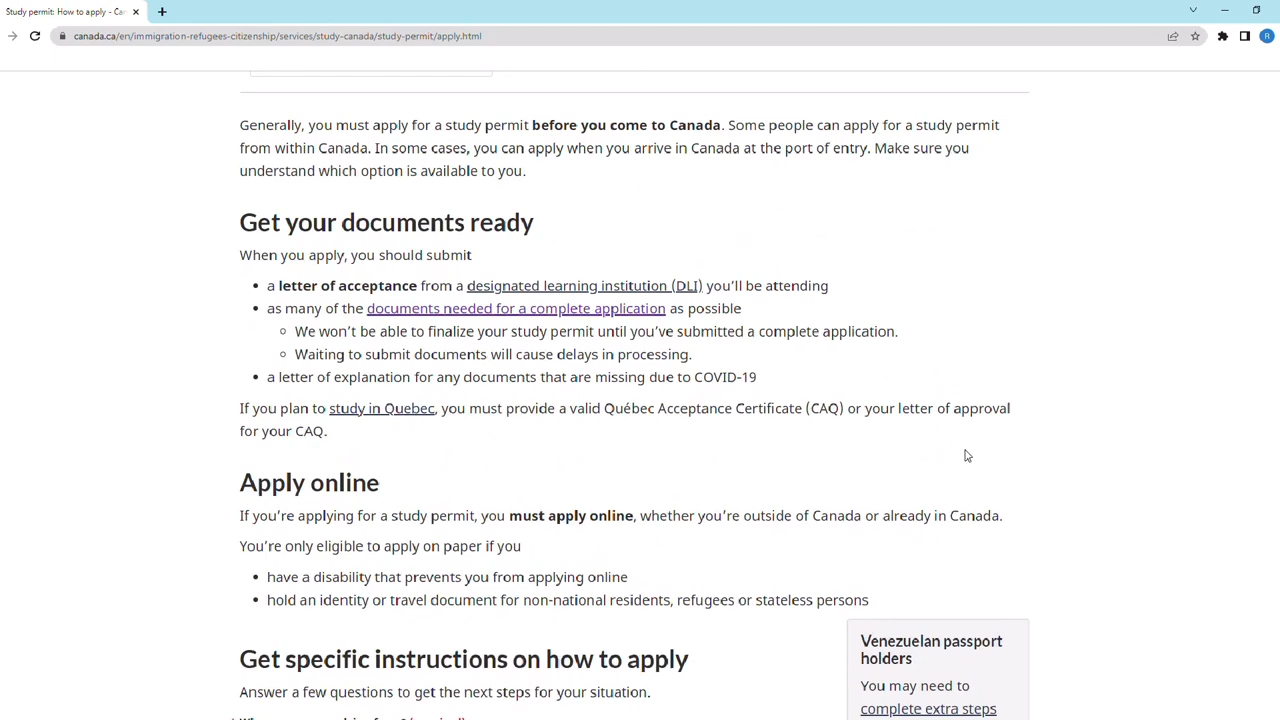 Study permit: How to apply - Ca
canada.ca/en/immigration-refugees-citizenship/services/study-canada/study-permit/apply.html
R
Generally, you must apply for a study permit before you come to Canada. Some people can apply for a study permit
from within Canada. In some cases, you can apply when you arrive in Canada at the port of entry. Make sure you
understand which option is available to you.
Get your documents ready
When you apply, you should submit
• a letter of acceptance from a designated learning institution (DLI) you’ll be attending
• as many of the documents needed for a complete application as possible
◦ We won’t be able to finalize your study permit until you’ve submitted a complete application.
◦ Waiting to submit documents will cause delays in processing.
• a letter of explanation for any documents that are missing due to COVID-19
If you plan to study in Quebec, you must provide a valid Québec Acceptance Certificate (CAQ) or your letter of approval
for your CAQ.
Apply online
If you’re applying for a study permit, you must apply online, whether you’re outside of Canada or already in Canada.
You’re only eligible to apply on paper if you
• have a disability that prevents you from applying online
• hold an identity or travel document for non-national residents, refugees or stateless persons
Get specific instructions on how to apply
Answer a few questions to get the next steps for your situation.
Venezuelan passport
holders
You may need to
complete extra steps